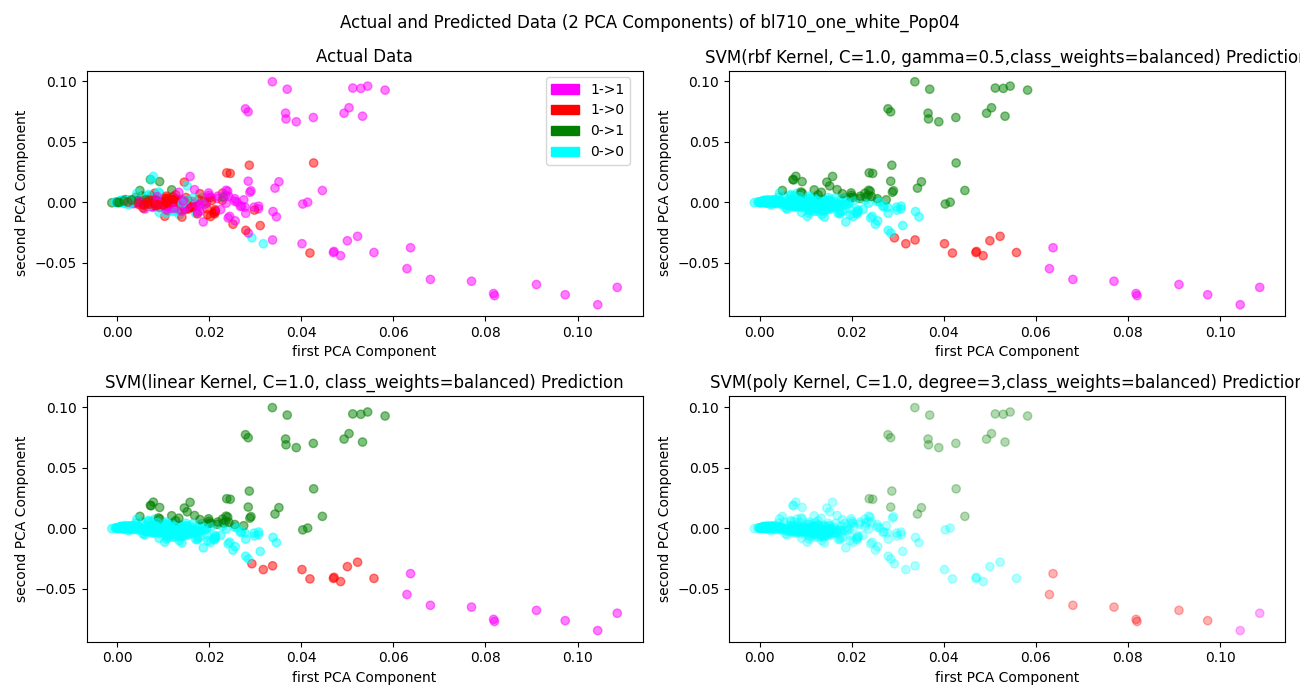 Actual and Predicted Data (2 PCA Components) of bl710_one_white_Pop04
Actual Data
0.10
0.05
0.00
−0.05
second PCA Component
1->1
1->0
0->1
0->0
0.00 0.02 0.04 0.06 0.08 0.10
first PCA Component
SVM(rbf Kernel, C=1.0, gamma=0.5,class_weights=balanced) Prediction
0.10
0.05
0.00
−0.05
second PCA Component
0.00 0.02 0.04 0.06 0.08 0.10
first PCA Component
SVM(linear Kernel, C=1.0, class_weights=balanced) Prediction
0.10
0.05
0.00
−0.05
second PCA Component
0.00 0.02 0.04 0.06 0.08 0.10
first PCA Component
SVM(poly Kernel, C=1.0, degree=3,class_weights=balanced) Prediction
0.10
0.05
0.00
−0.05
second PCA Component
0.00 0.02 0.04 0.06 0.08 0.10
first PCA Component